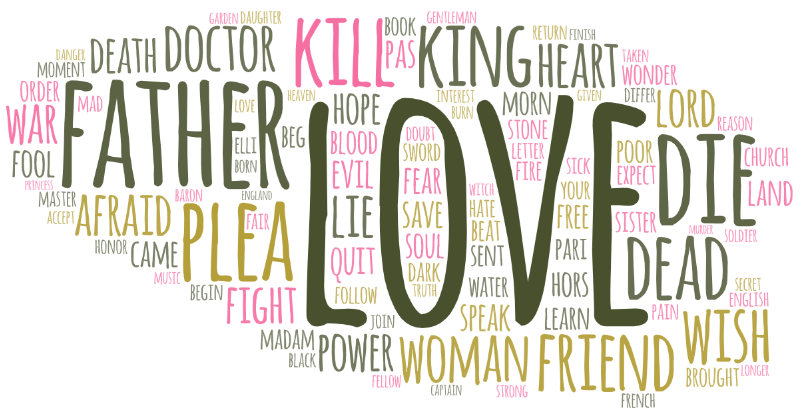 GARDEN DAUGHTER
GENTLEMAN
DEATH DOCTOR KILL BOOK PAS KING HEART RETURN FINISH
DANGER
MOMENT
TAKEN
WONDER
ORDER
MAD
FATHER
LOVE
HEAVEN
HOPE
INTEREST
BURN
MORN
GIVEN
DIFFER
LORD
REASON
WAR
FOOL
ELLI
BORN
BEG
BLOOD
DOUBT
SWORD
STONE
LETTER
FIRE
POOR
EXPECT
DIE
CHURCH
LAND
PRINCESS
MASTER
ACCEPT
AFRAID
BARON
ENGLAND
EVIL
FEAR
WITCH
SICK
YOUR
FREE
SISTER
MURDER
SOLDIER
HONOR
CAME
MUSIC
PLEA
FAIR
LIE
SAVE
HATE
BEAT
LOVE
PARI
DEAD
BEGIN
FIGHT
QUIT
FOLLOW
SOUL
DARK
TRUTH
SENT
WATER
HORS
LEARN
SECRET
ENGLISH
PAIN
MADAM
BLACK
JOIN
POWER
SPEAK
WISH
FELLOW
WOMAN
FRIEND
BROUGHT
LONGER
CAPTAIN
STRONG
FRENCH